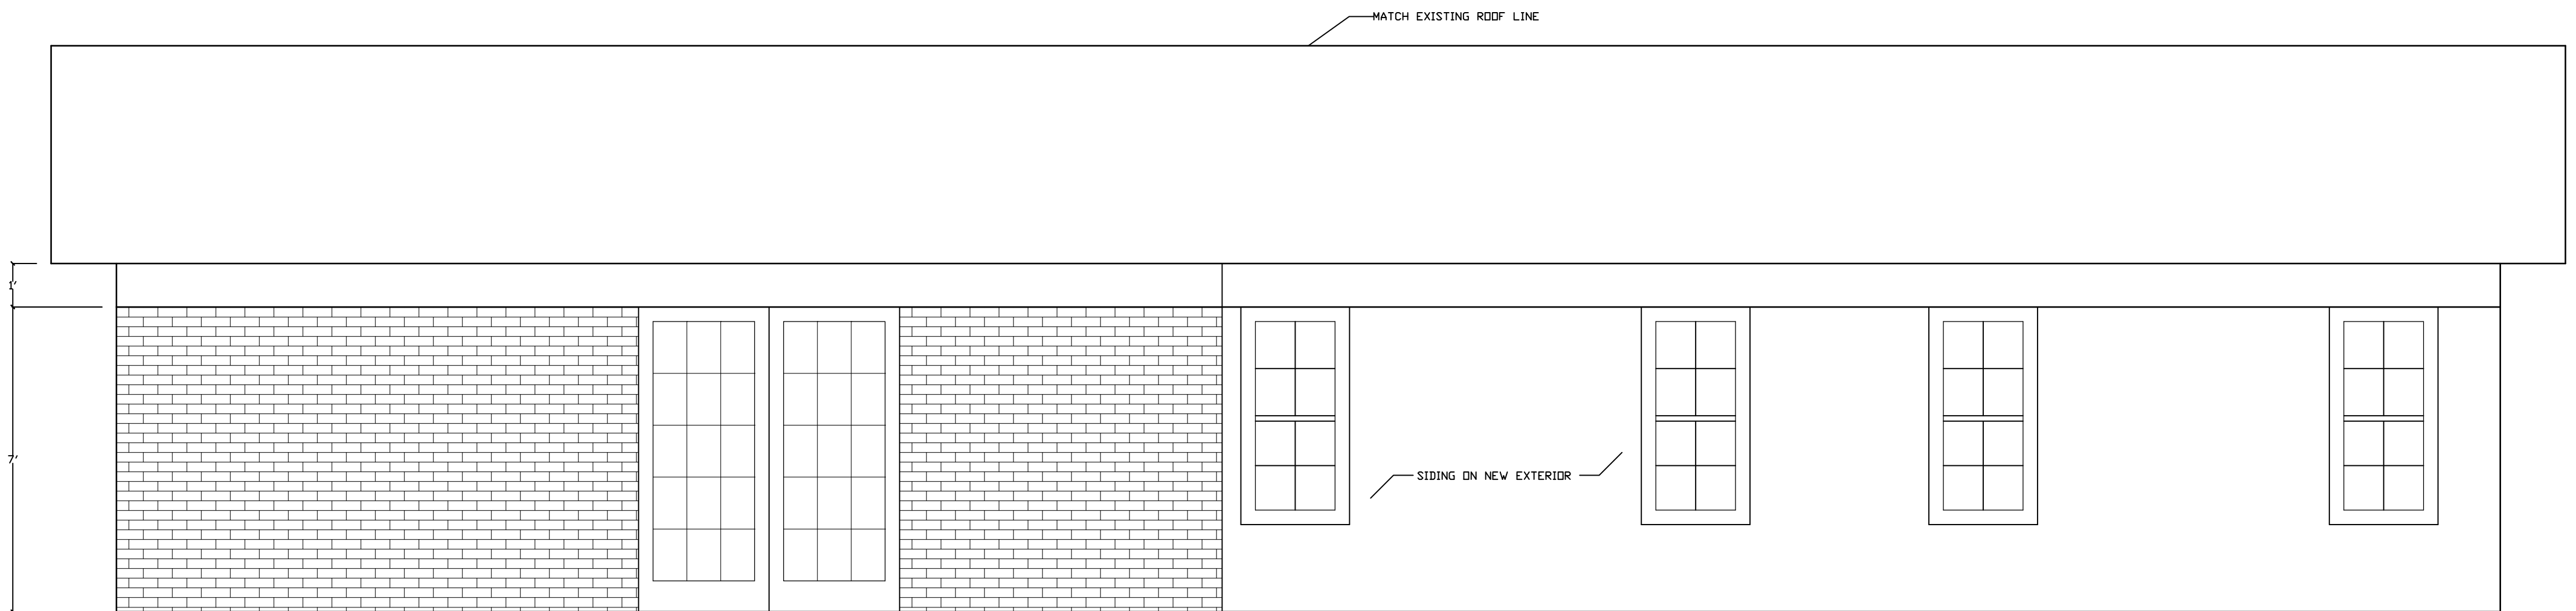 MATCH EXISTING ROOF LINE
1'
7'
SIDING ON NEW EXTERIOR